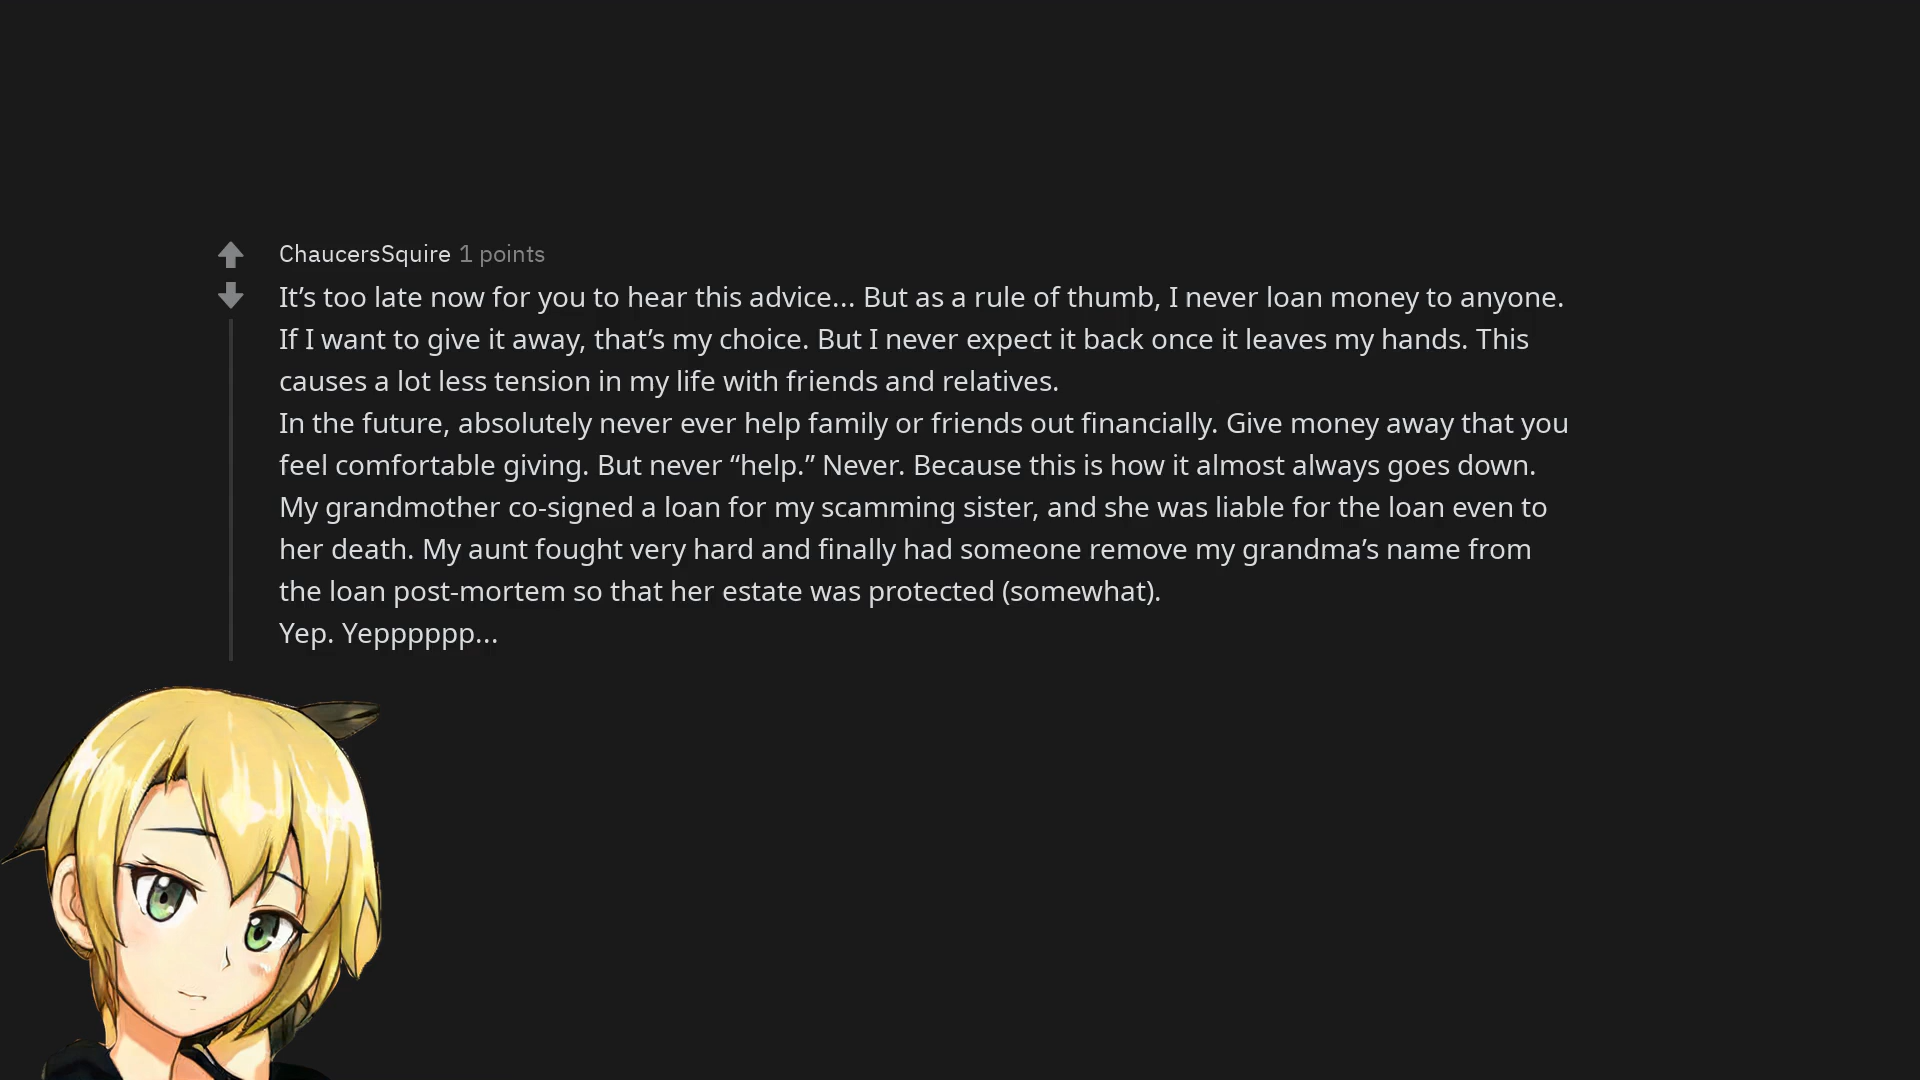 ChaucersSquire 1 points
It’s too late now for you to hear this advice... But as a rule of thumb, I never loan money to anyone.
If I want to give it away, that’s my choice. But I never expect it back once it leaves my hands. This
causes a lot less tension in my life with friends and relatives.
In the future, absolutely never ever help family or friends out financially. Give money away that you
feel comfortable giving. But never “help.” Never. Because this is how it almost always goes down.
My grandmother co-signed a loan for my scamming sister, and she was liable for the loan even to
her death. My aunt fought very hard and finally had someone remove my grandma’s name from
the loan post-mortem so that her estate was protected (somewhat).
Yep. Yepppppp...